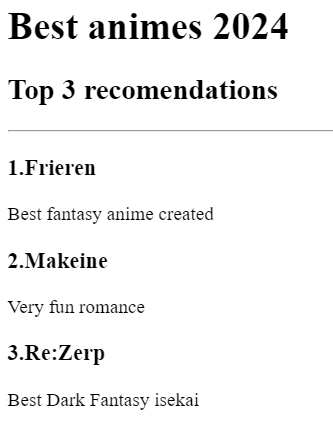 Best animes 2024
Top 3 recomendations
1.Frieren
Best fantasy anime created
2.Makeine
Very fun romance
3.Re:Zerp
Best Dark Fantasy isekai